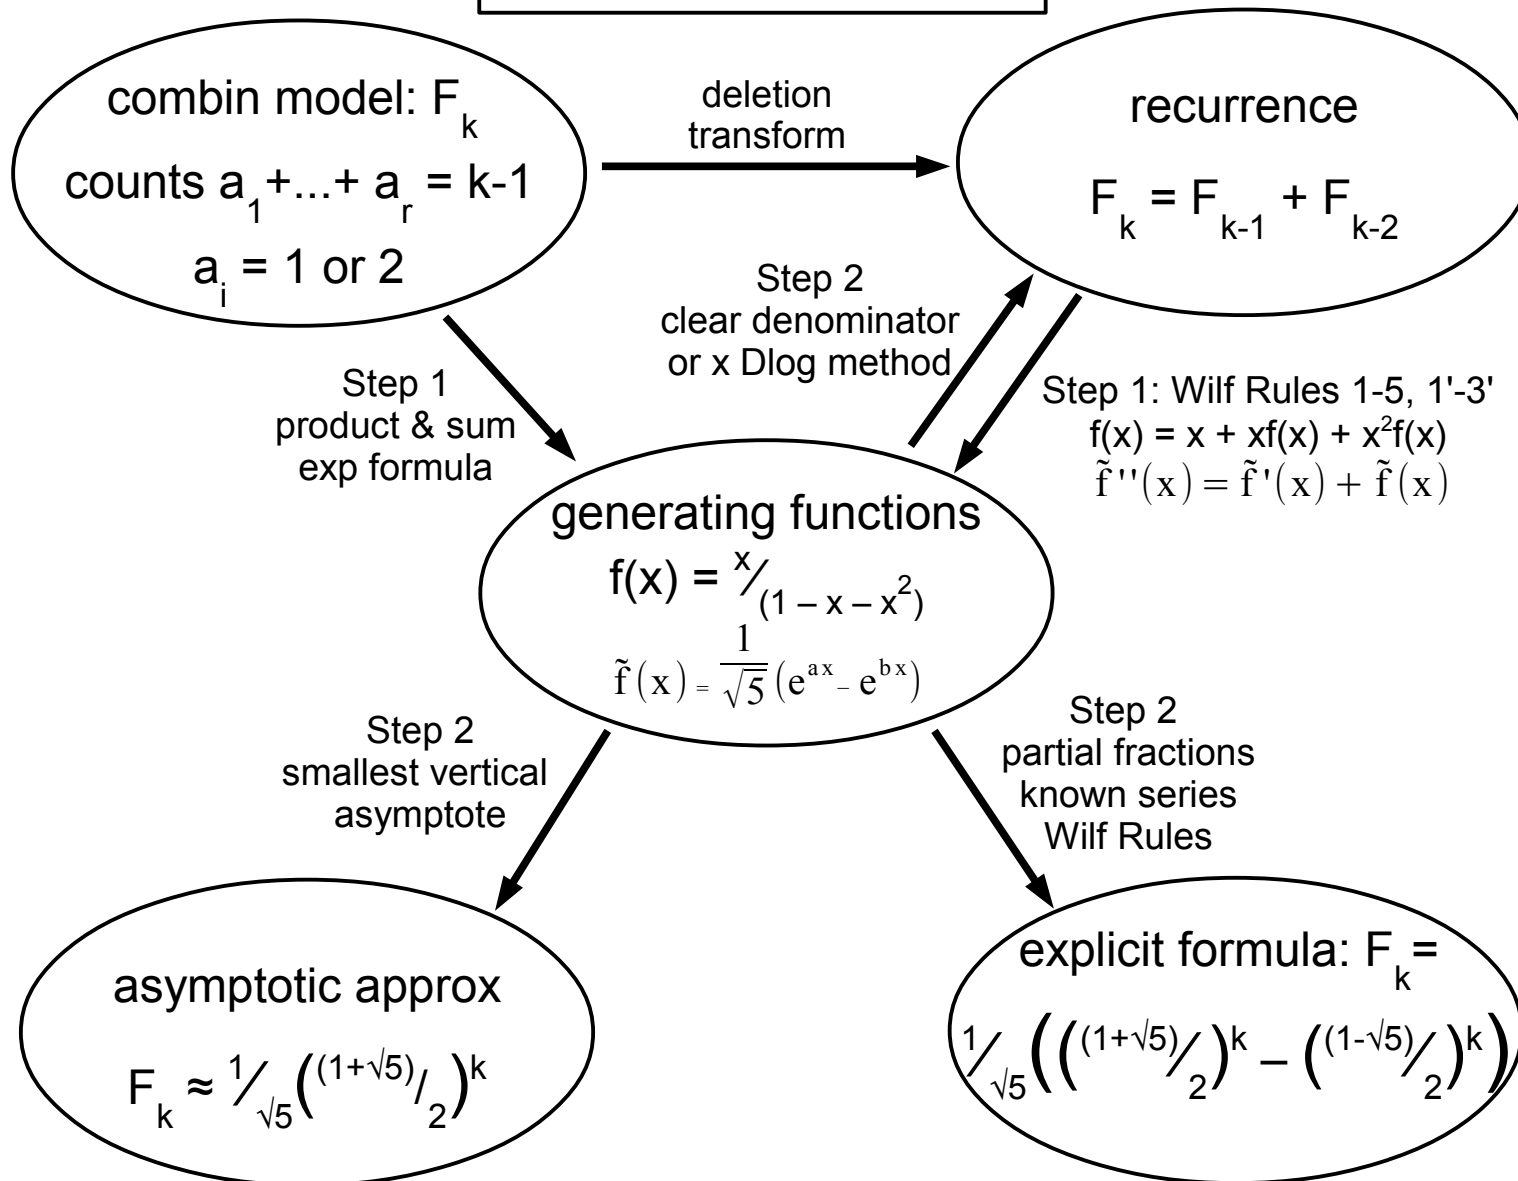 combin model: F_k
counts a_1+...+ a_r = k-1
a_i = 1 or 2
deletion
transform
recurrence
F_k = F_{k-1} + F_{k-2}
Step 2
clear denominator
or x Dlog method
Step 1
product & sum
exp formula
Step 1: Wilf Rules 1-5, 1'-3'
f(x) = x + xf(x) + x²f(x)
f̃''(x) = f̃'(x) + f̃(x)
generating functions
f(x) = x/(1 – x – x²)
f̃(x) = 1/√5 (e^{ax} – e^{bx})
Step 2
smallest vertical
asymptote
Step 2
partial fractions
known series
Wilf Rules
asymptotic approx
F_k ≈ 1/√5((1+√5)/2)^k
explicit formula: F_k =
1/√5(((1+√5)/2)^k – ((1-√5)/2)^k)